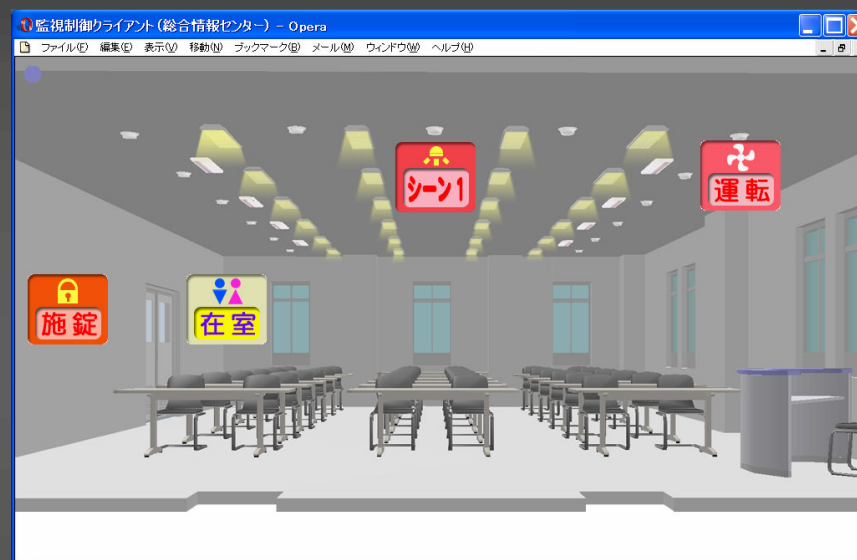 監視制御クライアント(総合情報センター) - Opera
ファイル(F) 編集(E) 表示(V) 移動(N) ブックマーク(B) メール(M) ウィンドウ(W) ヘルプ(H)
シーン1
運転
施錠
在室